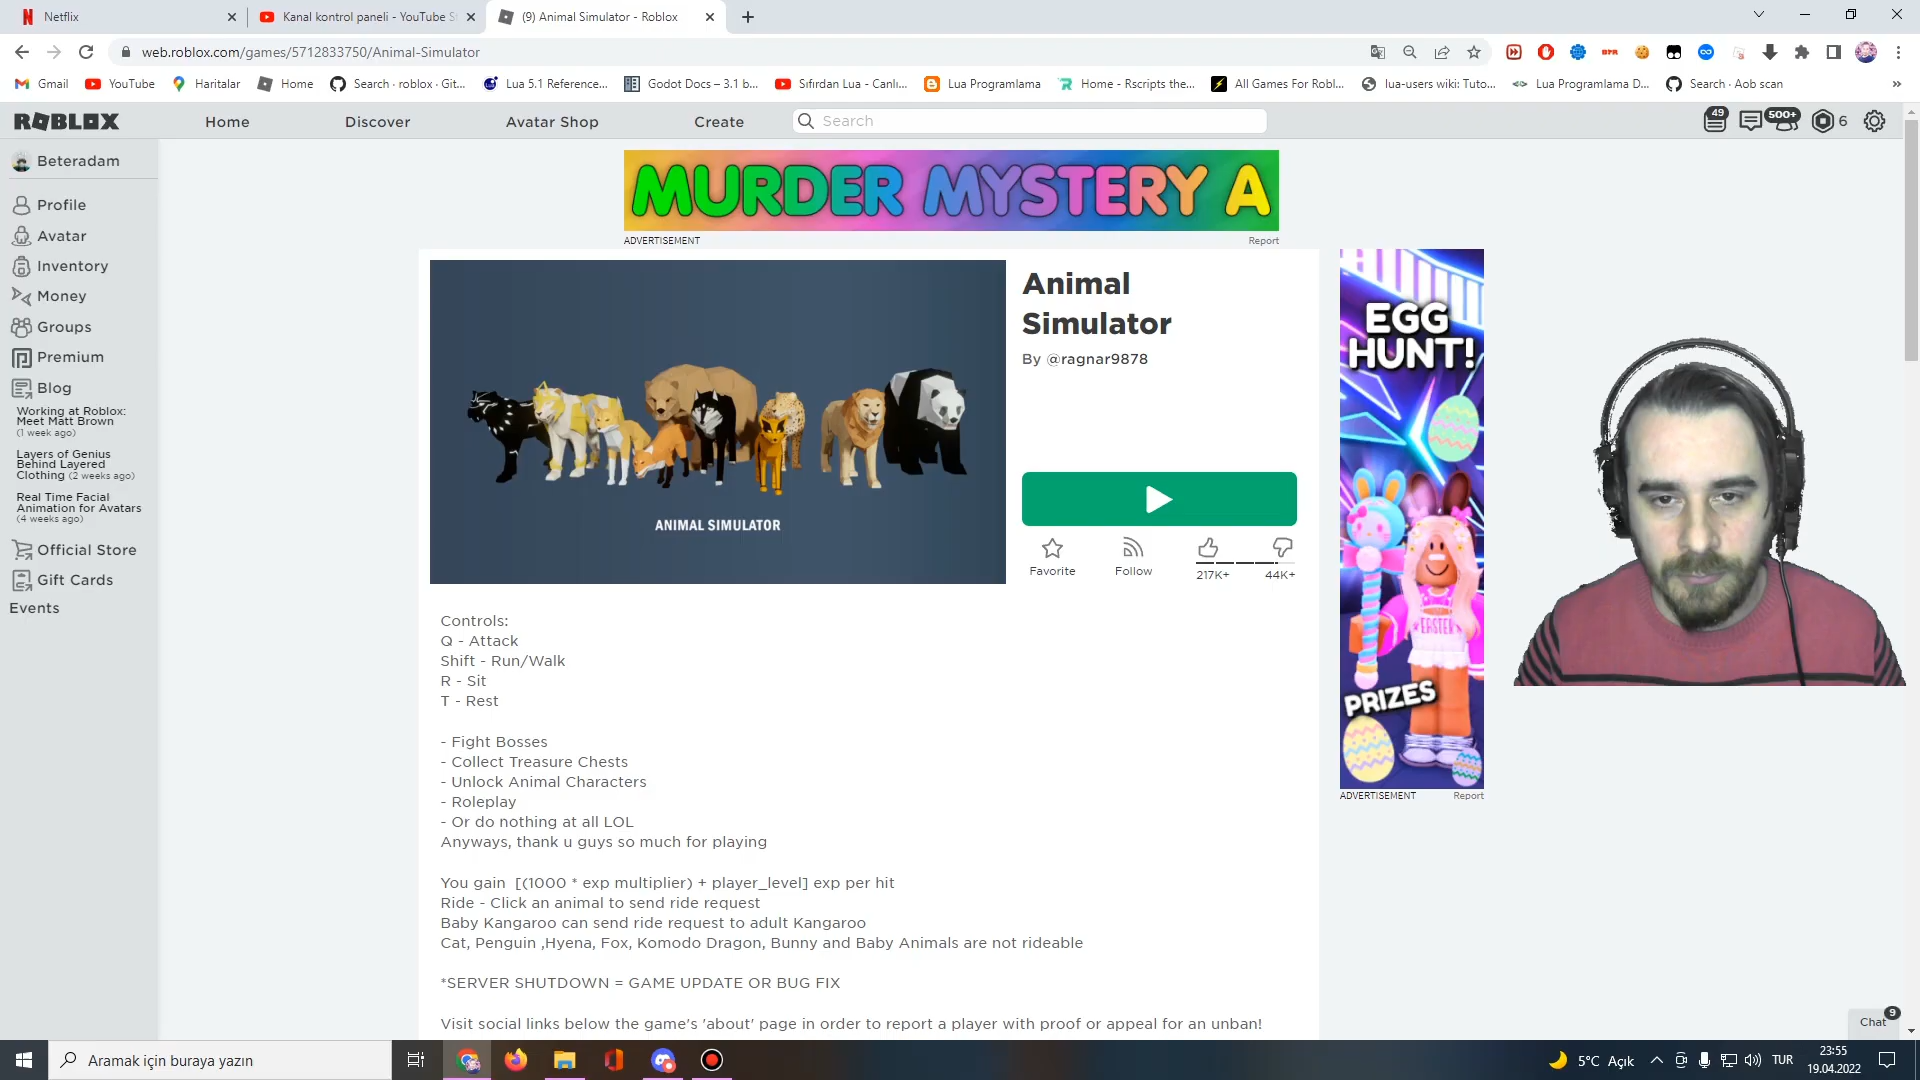 Netflix
Kanal kontrol paneli - YouTube S
(9) Animal Simulator - Roblox
web.roblox.com/games/5712833750/Animal-Simulator
Gmail
YouTube
Haritalar
Home
Search · roblox · Git...
Lua 5.1 Reference...
Godot Docs – 3.1 b...
Sıfırdan Lua - Canlı...
Lua Programlama
Home - Rscripts the...
All Games For Robl...
lua-users wiki: Tuto...
Lua Programlama D...
Search · Aob scan
»
ROBLOX
Home
Discover
Avatar Shop
Create
Search
49
500+
6
Beteradam
Profile
Avatar
Inventory
Money
Groups
Premium
Blog
Working at Roblox:
Meet Matt Brown
(1 week ago)
Layers of Genius
Behind Layered
Clothing (2 weeks ago)
Real Time Facial
Animation for Avatars
(4 weeks ago)
Official Store
Gift Cards
Events
MURDER MYSTERY A
ADVERTISEMENT
Report
ANIMAL SIMULATOR
Animal
Simulator
By @ragnar9878
Favorite
Follow
217K+
44K+
Controls:
Q - Attack
Shift - Run/Walk
R - Sit
T - Rest
- Fight Bosses
- Collect Treasure Chests
- Unlock Animal Characters
- Roleplay
- Or do nothing at all LOL
Anyways, thank u guys so much for playing
You gain [(1000 * exp multiplier) + player_level] exp per hit
Ride - Click an animal to send ride request
Baby Kangaroo can send ride request to adult Kangaroo
Cat, Penguin ,Hyena, Fox, Komodo Dragon, Bunny and Baby Animals are not rideable
*SERVER SHUTDOWN = GAME UPDATE OR BUG FIX
Visit social links below the game's 'about' page in order to report a player with proof or appeal for an unban!
EGG
HUNT!
EASTER
PRIZES
ADVERTISEMENT
Report
Chat
9
Aramak için buraya yazın
5°C Açık
TUR
23:55
19.04.2022